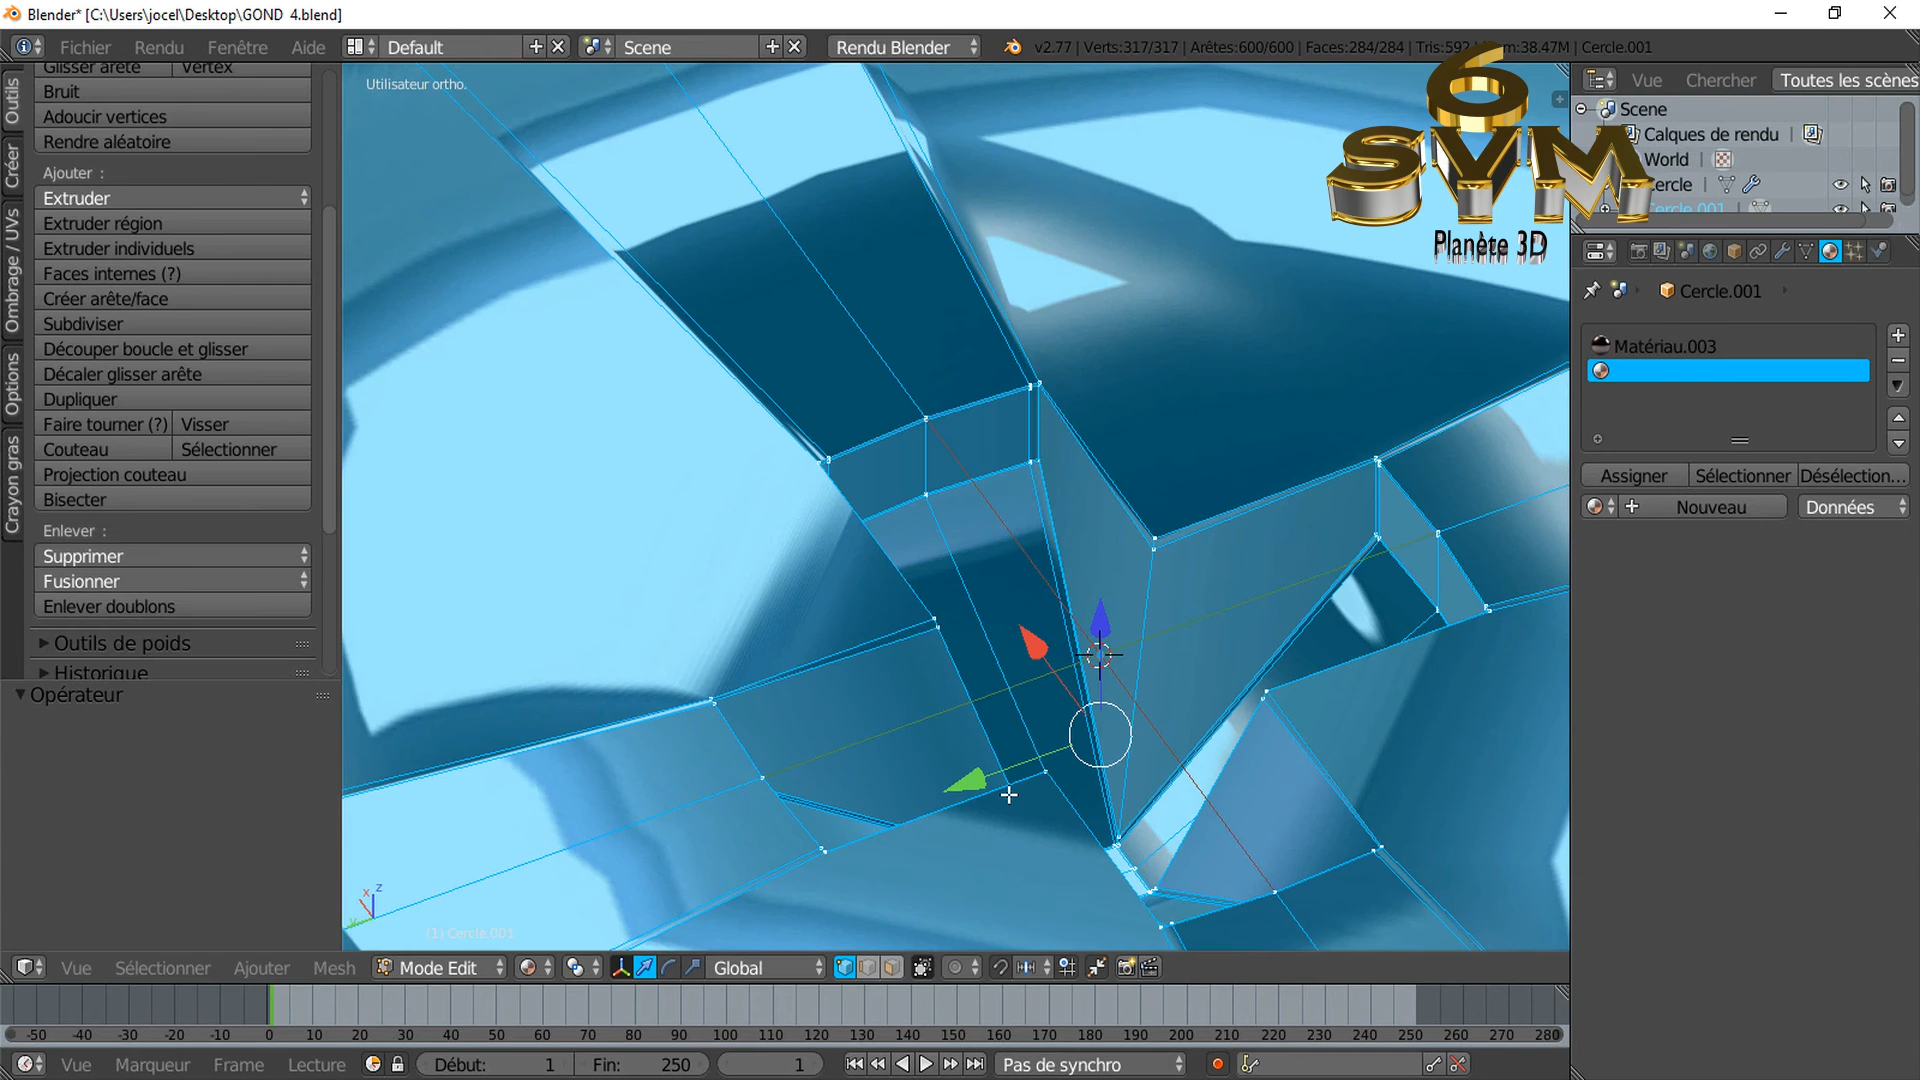 Blender* [C:\Users\jocel\Desktop\GOND  4.blend]
Fichier Rendu Fenêtre Aide Default Scene Rendu Blender v2.77 | Verts:317/317 | Arêtes:600/600 | Faces:284/284 | Tris:592 :38.47M | Cercle.001
Glisser arête Vertex
Bruit
Adoucir vertices
Rendre aléatoire
Ajouter :
Extruder
Extruder région
Extruder individuels
Faces internes (?)
Créer arête/face
Subdiviser
Découper boucle et glisser
Décaler glisser arête
Dupliquer
Faire tourner (?) Visser
Couteau Sélectionner
Projection couteau
Bisecter
Enlever :
Supprimer
Fusionner
Enlever doublons
Outils de poids
Historique
Opérateur
Outils
Créer
Ombrage / UVs
Options
Crayon gras
Utilisateur ortho.
6
SYM
Planète 3D
Vue Chercher Toutes les scènes
Scene
Calques de rendu
World
Cercle
Cercle.001
Cercle.001
Matériau.003
Assigner Sélectionner Désélection...
Nouveau Données
x z
y
(1) Cercle.001
Vue Sélectionner Ajouter Mesh Mode Edit Global
-50 -40 -30 -20 -10 0 10 20 30 40 50 60 70 80 90 100 110 120 130 140 150 160 170 180 190 200 210 220 230 240 250 260 270 280
Vue Marqueur Frame Lecture Début: 1 Fin: 250 1 Pas de synchro